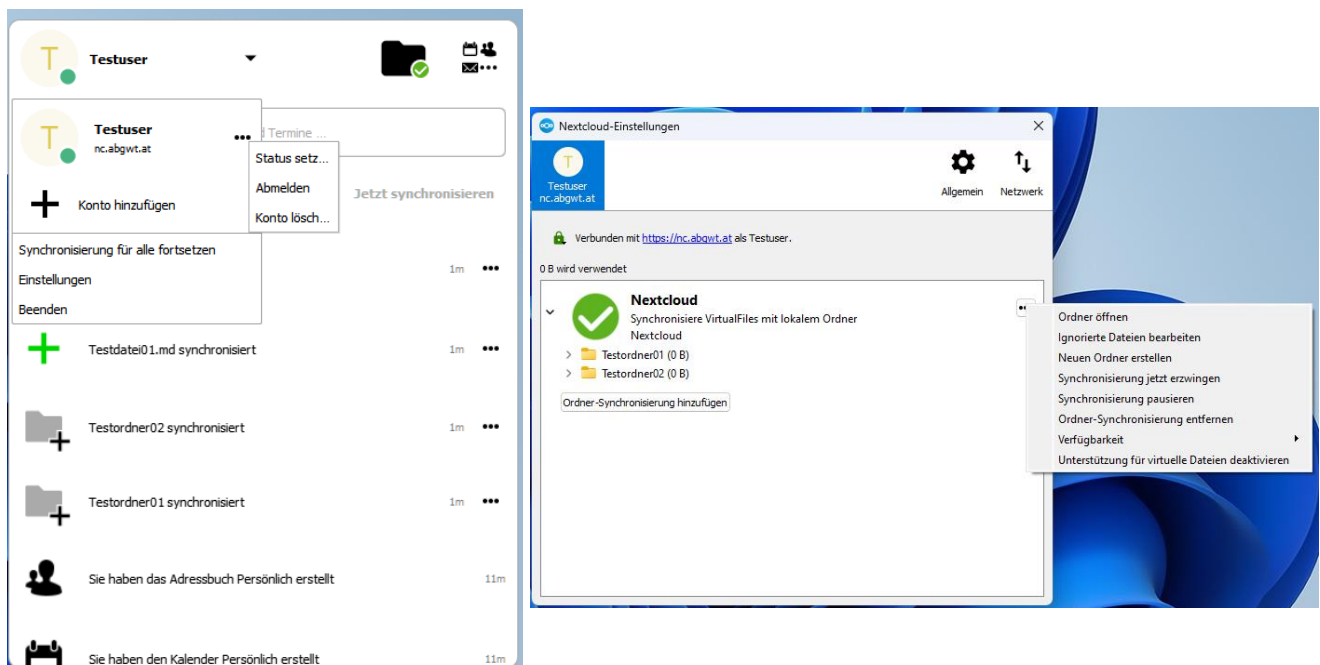 T
Testuser
T
Testuser
nc.abgwt.at
Termine ...
Status setz...
Abmelden
Konto lösch...
Konto hinzufügen
Jetzt synchronisieren
Synchronisierung für alle fortsetzen
Einstellungen
Beenden
1m
Testdatei01.md synchronisiert
1m
Testordner02 synchronisiert
1m
Testordner01 synchronisiert
1m
Sie haben das Adressbuch Persönlich erstellt
11m
Sie haben den Kalender Persönlich erstellt
11m
Nextcloud-Einstellungen
T
Testuser
nc.abgwt.at
Allgemein
Netzwerk
Verbunden mit https://nc.abgwt.at als Testuser.
0 B wird verwendet
Nextcloud
Synchronisiere VirtualFiles mit lokalem Ordner
Nextcloud
Testordner01 (0 B)
Testordner02 (0 B)
Ordner-Synchronisierung hinzufügen
Ordner öffnen
Ignorierte Dateien bearbeiten
Neuen Ordner erstellen
Synchronisierung jetzt erzwingen
Synchronisierung pausieren
Ordner-Synchronisierung entfernen
Verfügbarkeit
Unterstützung für virtuelle Dateien deaktivieren